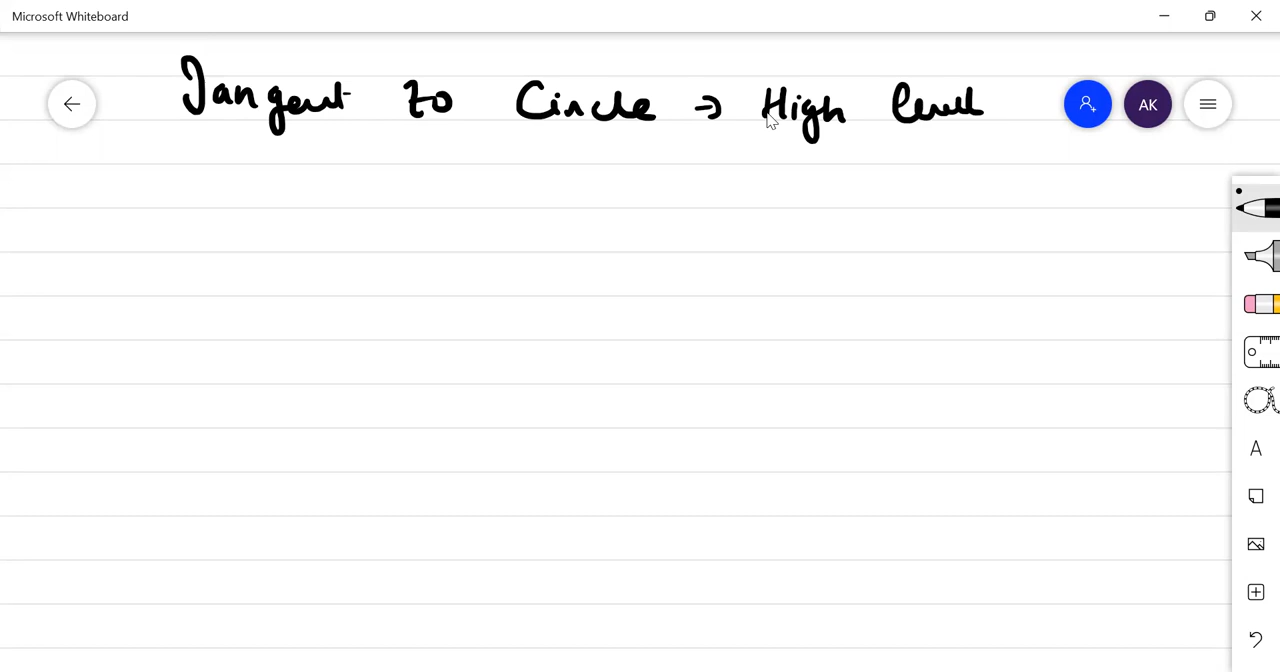 Microsoft Whiteboard
Tangent to Circle → High level
AK
A